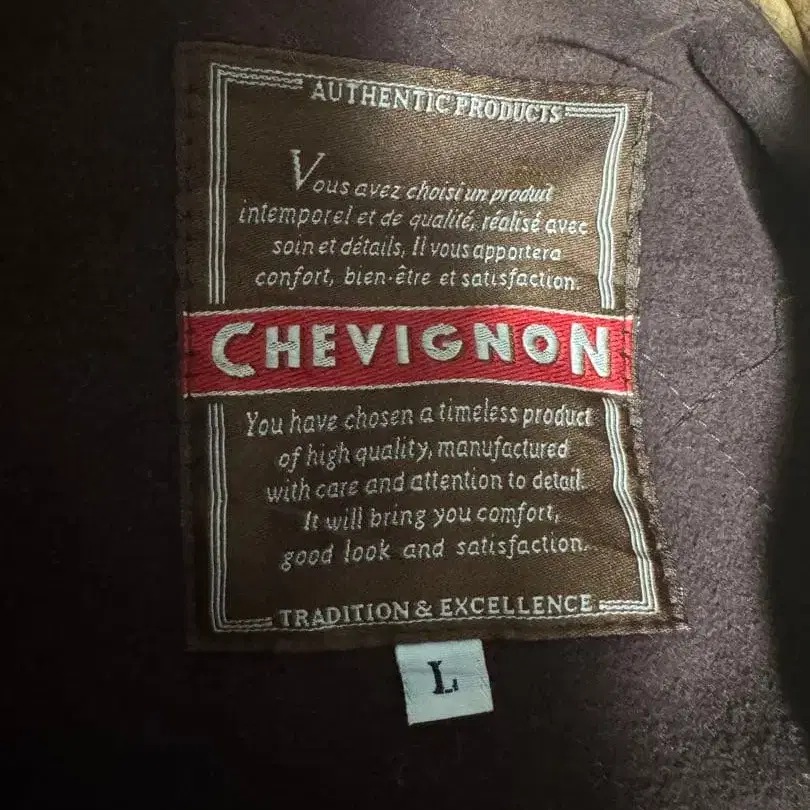 AUTHENTIC PRODUCTS
Vous avez choisi un produit
intemporel et de qualité, réalisé avec
soin et détails, Il vous apportera
confort, bien-être et satisfaction.
CHEVIGNON
You have chosen a timeless product
of high quality, manufactured
with care and attention to detail.
It will bring you comfort,
good look and satisfaction.
TRADITION & EXCELLENCE
L